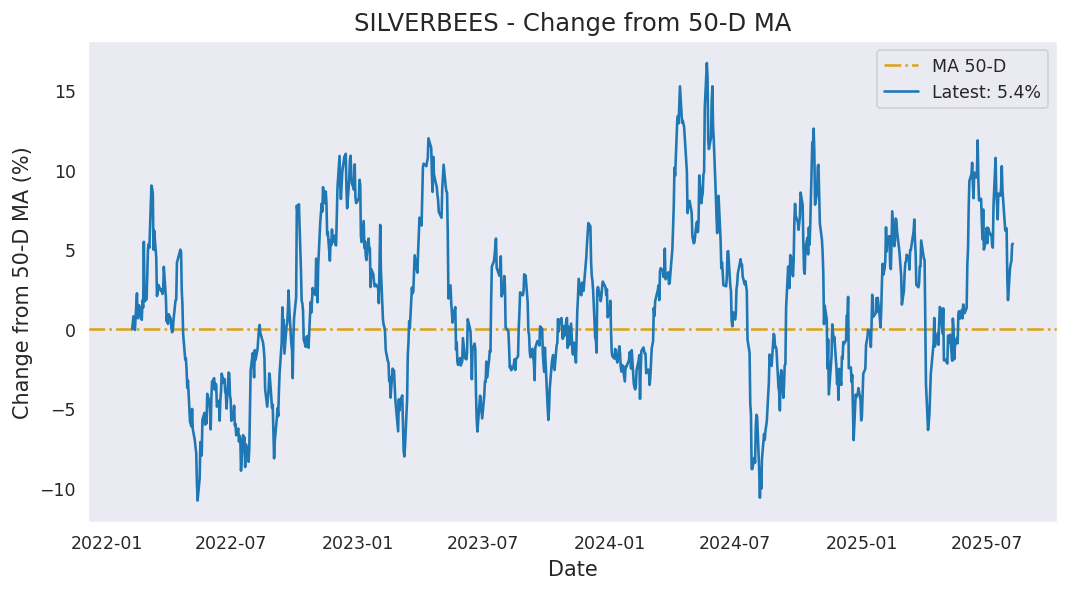 SILVERBEES - Change from 50-D MA
MA 50-D
Latest: 5.4%
Change from 50-D MA (%)
15
10
5
0
−5
−10
2022-01 2022-07 2023-01 2023-07 2024-01 2024-07 2025-01 2025-07
Date